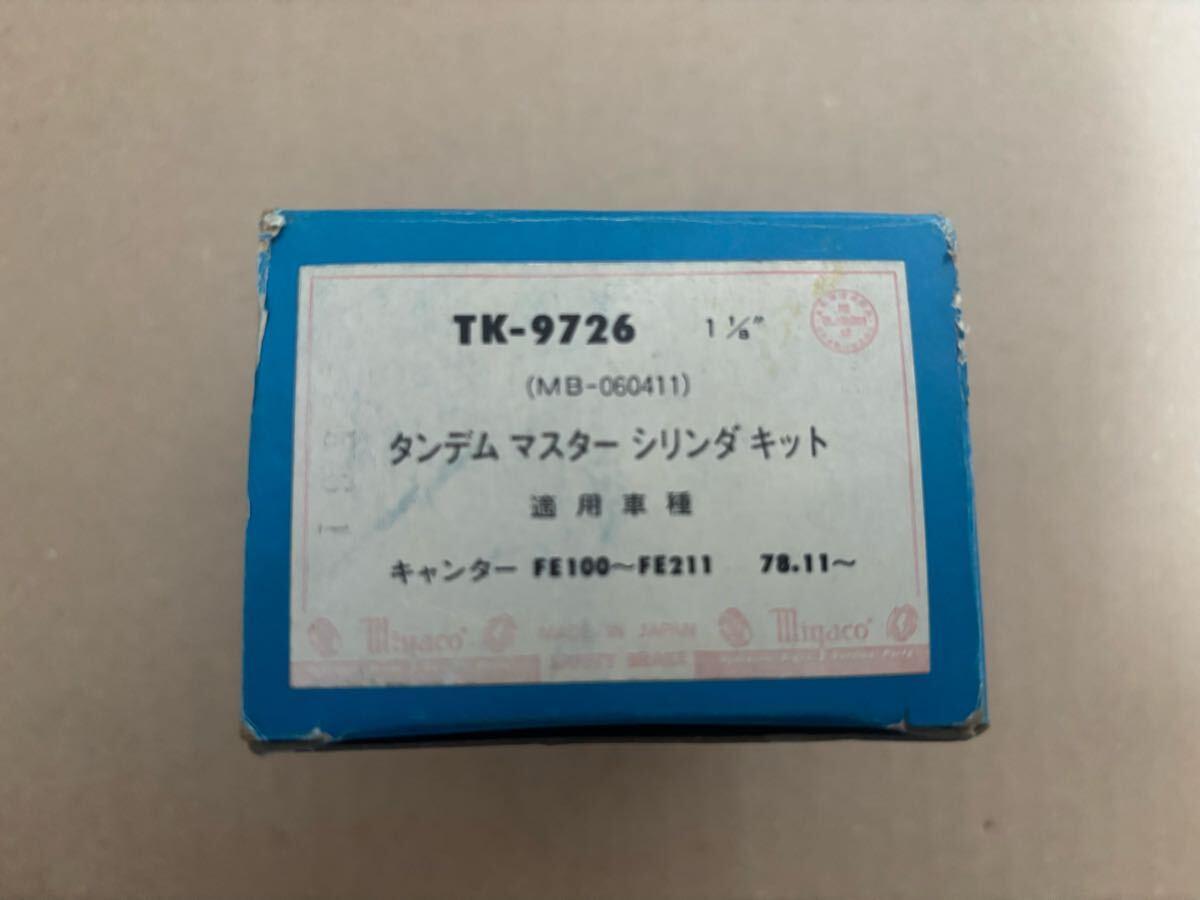 TK-9726 1 1/8"
(MB-060411)
タンデム マスター シリンダ キット
適用車種
キャンター FE100~FE211 78.11~
Miyaco MADE IN JAPAN Miyaco
SAFETY BRAKE